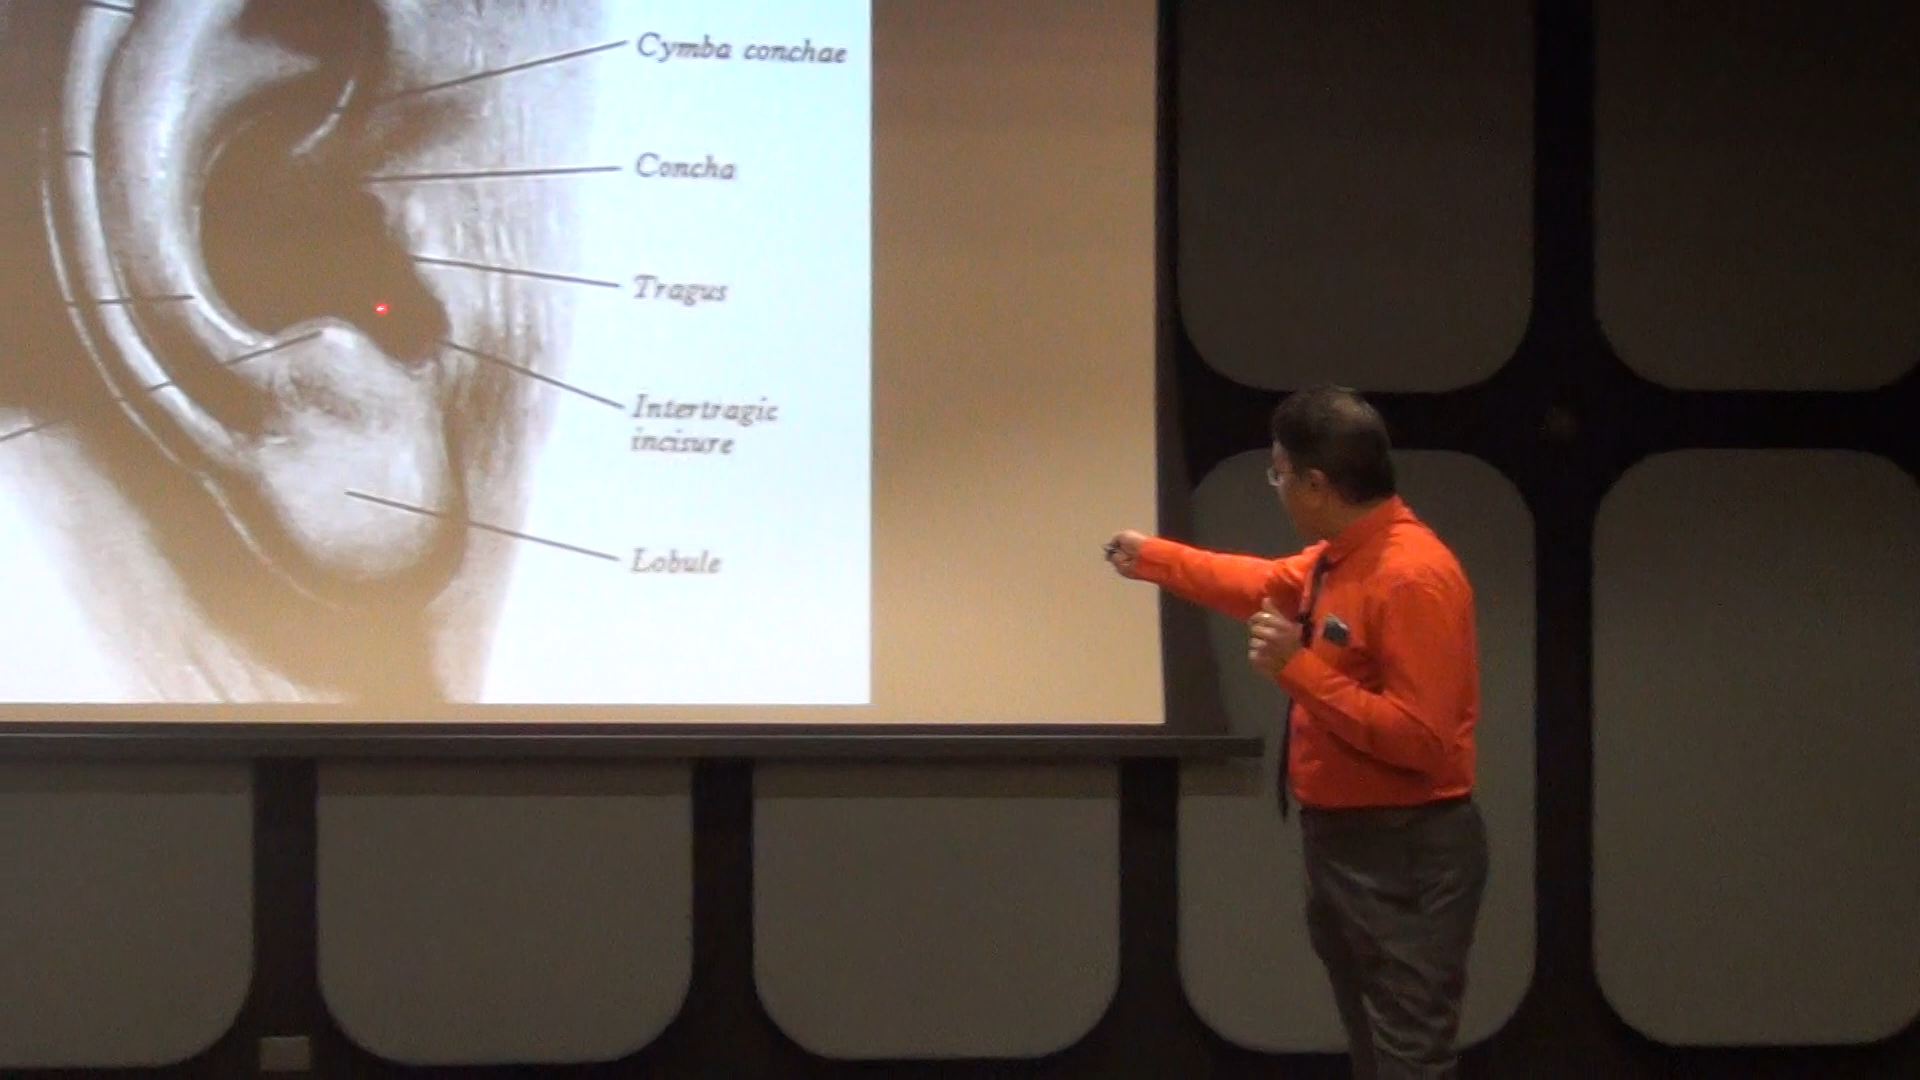 Cymba conchae
Concha
Tragus
Intertragic
incisure
Lobule